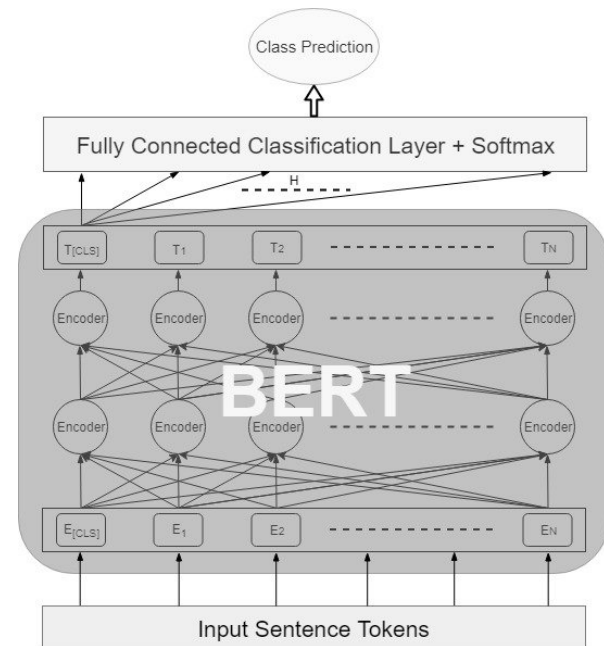 Class Prediction
Fully Connected Classification Layer + Softmax
H
T[CLS] T1 T2 TN
Encoder Encoder Encoder Encoder
BERT
Encoder Encoder Encoder Encoder
E[CLS] E1 E2 EN
Input Sentence Tokens